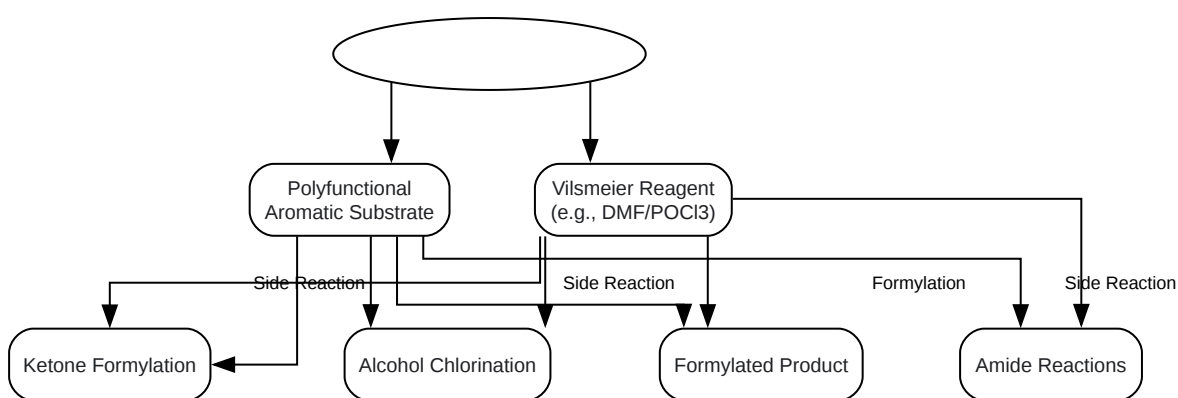 Polyfunctional
Aromatic Substrate
Vilsmeier Reagent
(e.g., DMF/POCl3)
Side Reaction
Side Reaction
Formylation
Side Reaction
Ketone Formylation
Alcohol Chlorination
Formylated Product
Amide Reactions